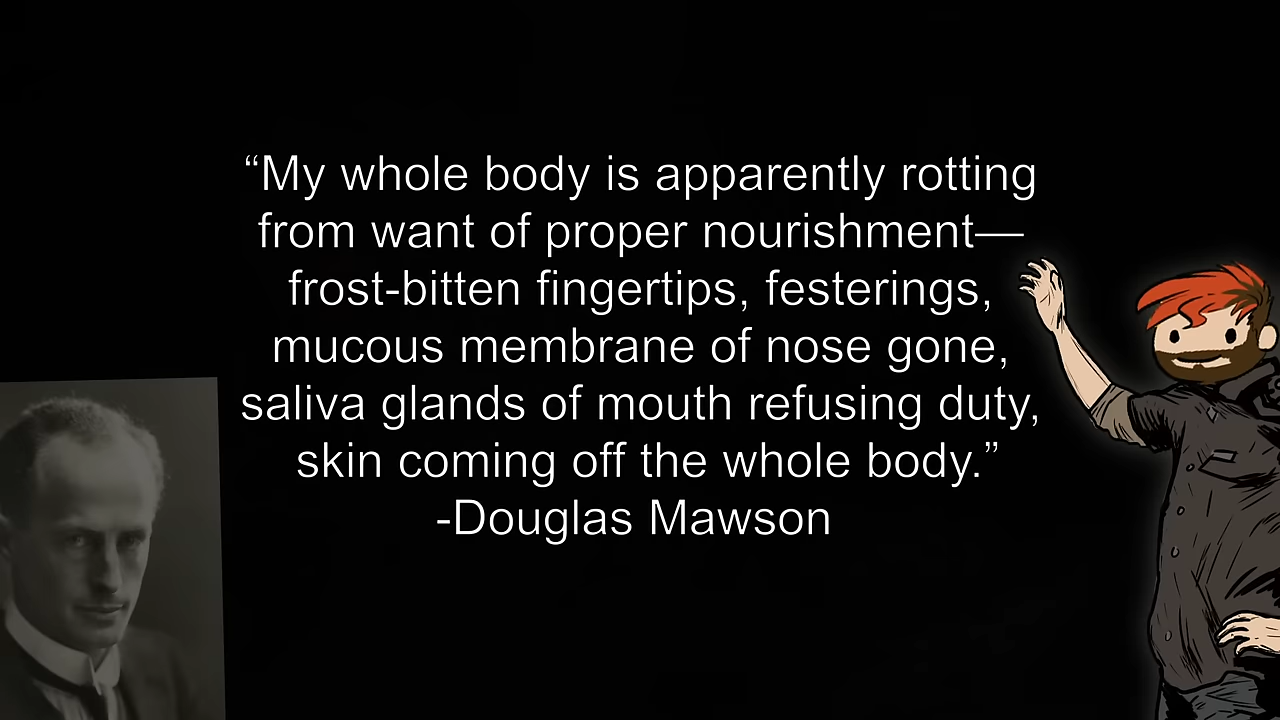 “My whole body is apparently rotting
from want of proper nourishment—
frost-bitten fingertips, festerings,
mucous membrane of nose gone,
saliva glands of mouth refusing duty,
skin coming off the whole body.”
-Douglas Mawson